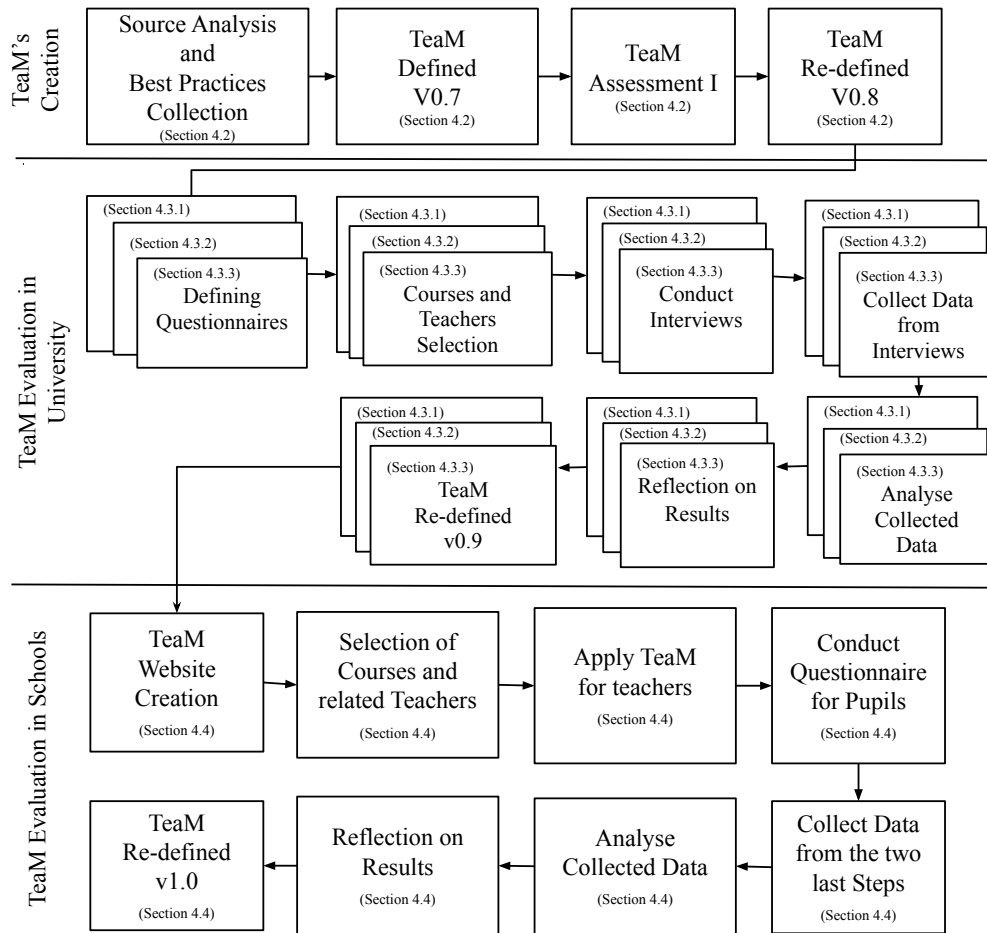 TeaM's
Creation
Source Analysis
and
Best Practices
Collection
(Section 4.2)
TeaM
Defined
V0.7
(Section 4.2)
TeaM
Assessment I
(Section 4.2)
TeaM
Re-defined
V0.8
(Section 4.2)
TeaM Evaluation in
University
(Section 4.3.1)
(Section 4.3.2)
(Section 4.3.3)
Defining
Questionnaires
(Section 4.3.1)
(Section 4.3.2)
(Section 4.3.3)
Courses and
Teachers
Selection
(Section 4.3.1)
(Section 4.3.2)
(Section 4.3.3)
Conduct
Interviews
(Section 4.3.1)
(Section 4.3.2)
(Section 4.3.3)
Collect Data
from
Interviews
(Section 4.3.1)
(Section 4.3.2)
(Section 4.3.3)
TeaM
Re-defined
v0.9
(Section 4.3.1)
(Section 4.3.2)
(Section 4.3.3)
Reflection on
Results
(Section 4.3.1)
(Section 4.3.2)
(Section 4.3.3)
Analyse
Collected
Data
TeaM Evaluation in Schools
TeaM
Website
Creation
(Section 4.4)
Selection of
Courses and
related Teachers
(Section 4.4)
Apply TeaM
for teachers
(Section 4.4)
Conduct
Questionnaire
for Pupils
(Section 4.4)
TeaM
Re-defined
v1.0
(Section 4.4)
Reflection on
Results
(Section 4.4)
Analyse
Collected Data
(Section 4.4)
Collect Data
from the two
last Steps
(Section 4.4)